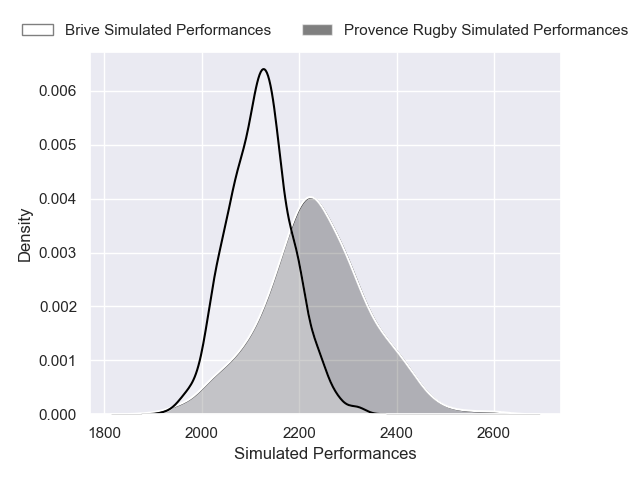 Brive Simulated Performances
Provence Rugby Simulated Performances
0.006
0.005
0.004
0.003
0.002
0.001
0.000
Density
1800 2000 2200 2400 2600
Simulated Performances